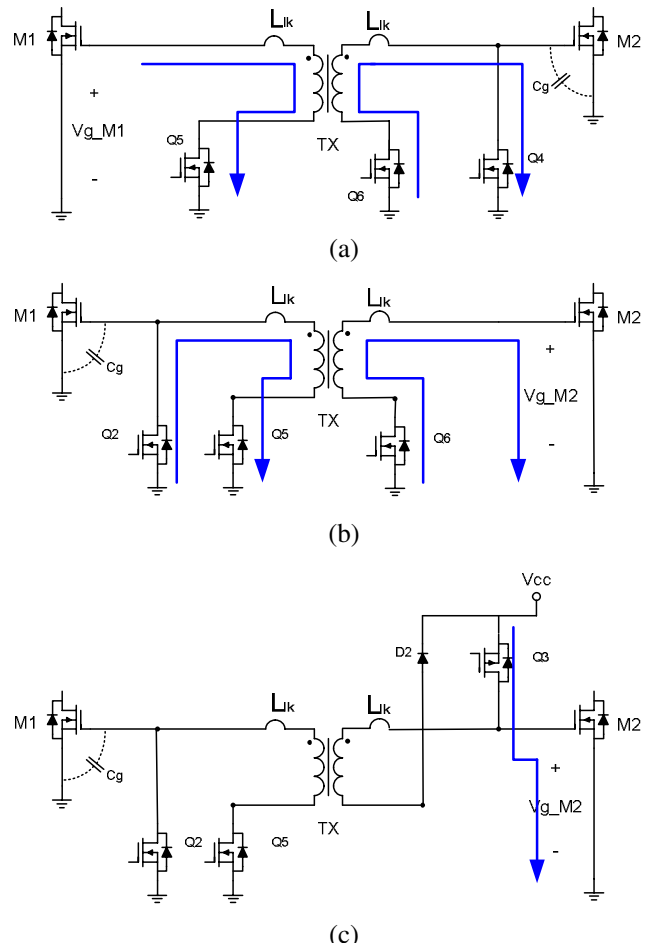 M1
Llk
Llk
M2
Cg
+
Vg_M1
-
Q5
TX
Q6
Q4
(a)
M1
Llk
Llk
M2
Cg
+
Vg_M2
-
Q2
Q5
TX
Q6
(b)
Vcc
D2
Q3
M1
Llk
Llk
M2
Cg
+
Vg_M2
-
Q2
Q5
TX
(c)